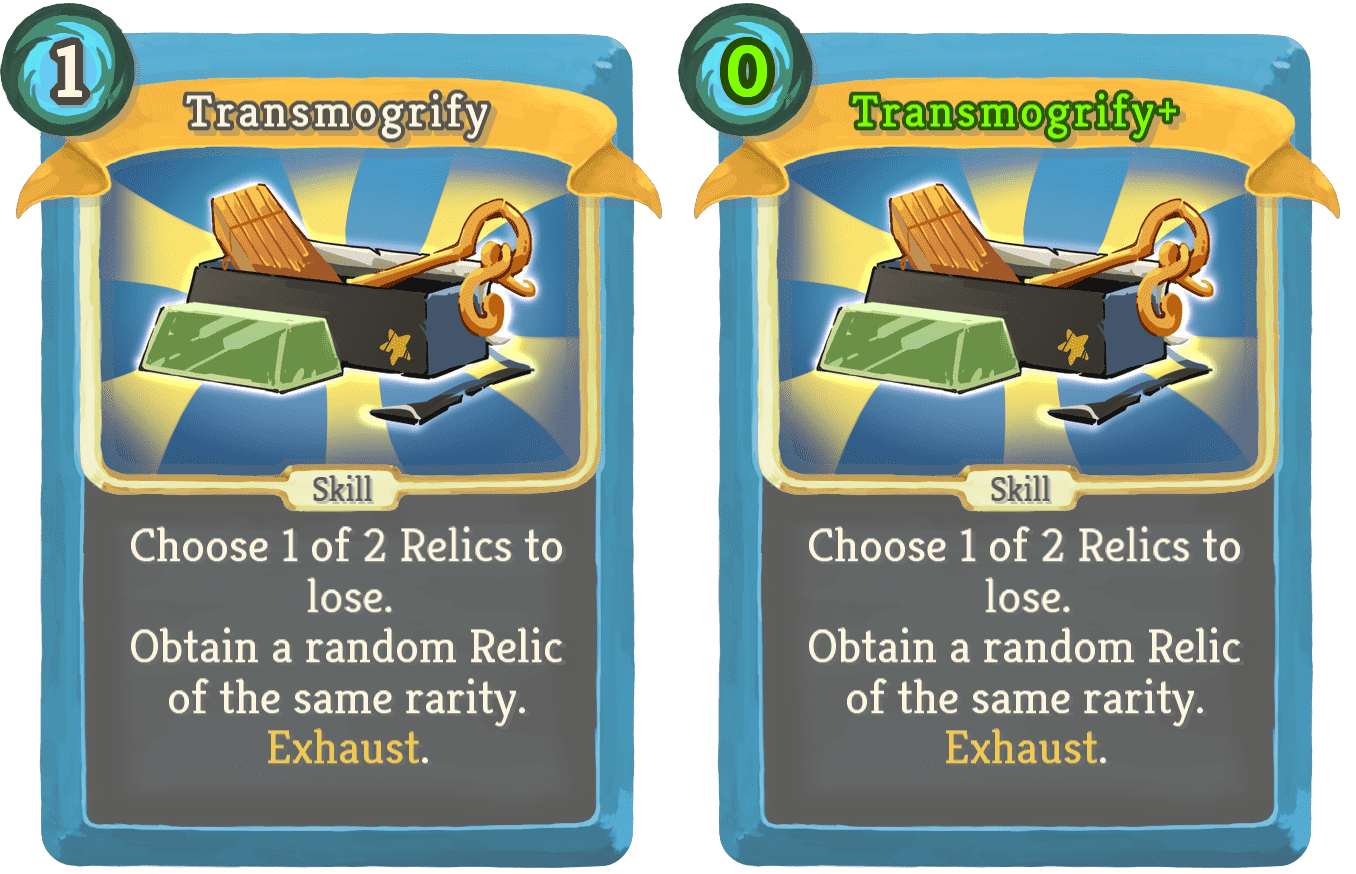 1
Transmogrify
Skill
Choose 1 of 2 Relics to
lose.
Obtain a random Relic
of the same rarity.
Exhaust.
0
Transmogrify+
Skill
Choose 1 of 2 Relics to
lose.
Obtain a random Relic
of the same rarity.
Exhaust.